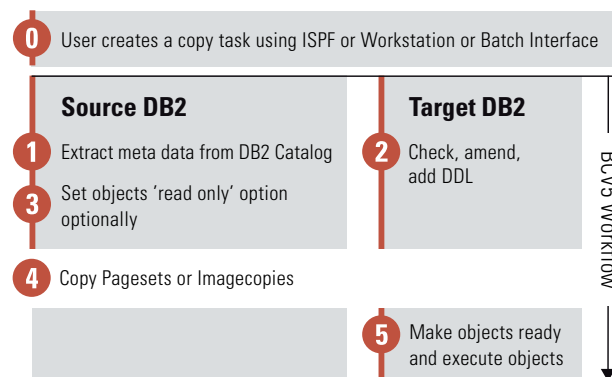 0 User creates a copy task using ISPF or Workstation or Batch Interface
Source DB2
1 Extract meta data from DB2 Catalog
3 Set objects ‘read only’ option
optionally
Target DB2
2 Check, amend,
add DDL
4 Copy Pagesets or Imagecopies
5 Make objects ready
and execute objects
BCV5 Workflow